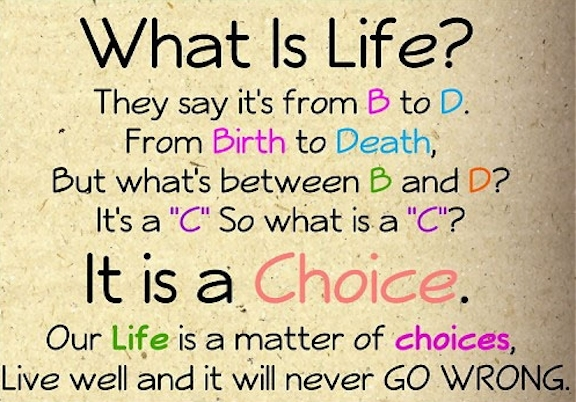 What Is Life?
They say it's from B to D.
From Birth to Death,
But what's between B and D?
It's a "C" So what is a "C"?
It is a Choice.
Our Life is a matter of choices,
Live well and it will never GO WRONG.